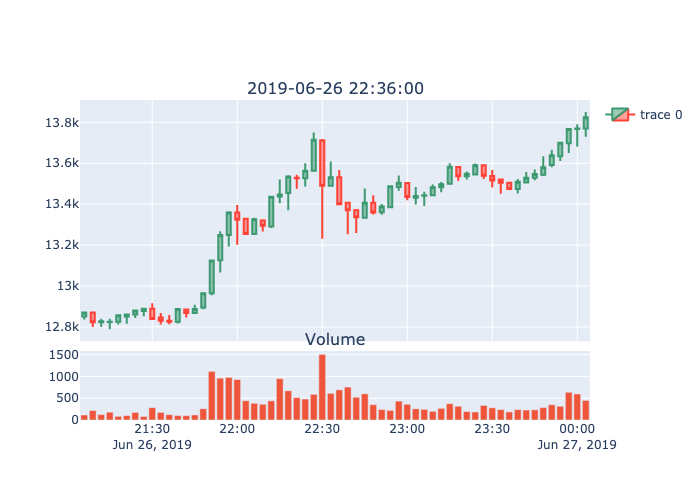 2019-06-26 22:36:00
trace 0
13.8k
13.6k
13.4k
13.2k
13k
12.8k
Volume
1500
1000
500
0
21:30 22:00 22:30 23:00 23:30 00:00
Jun 26, 2019 Jun 27, 2019